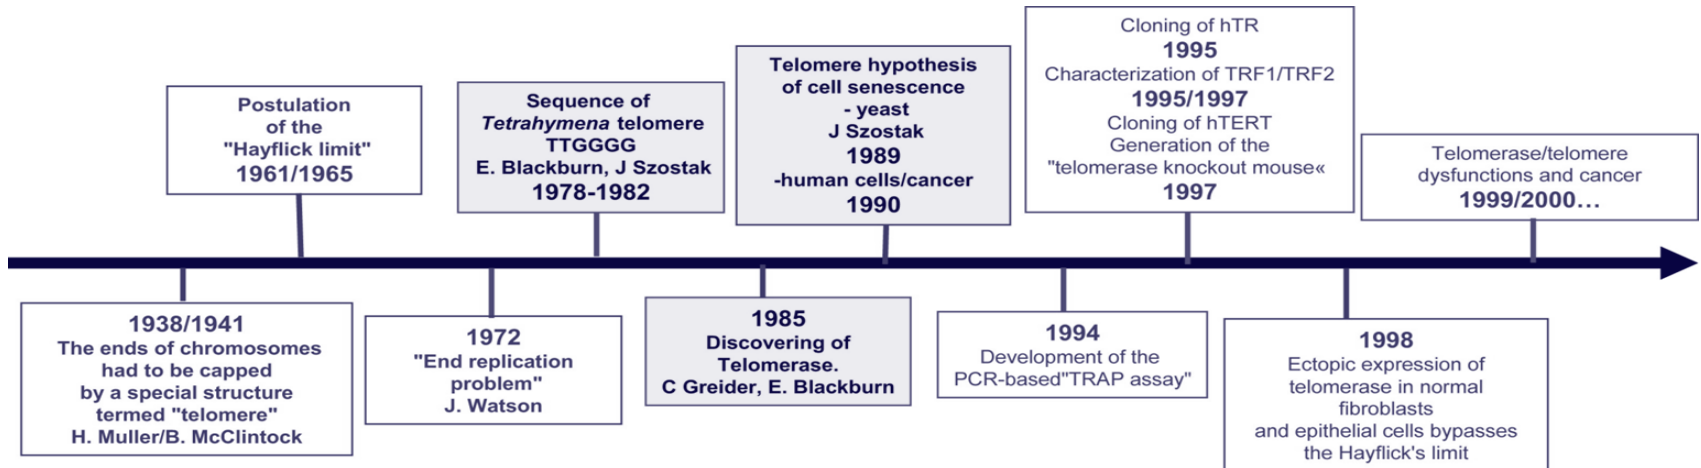 Postulation
of the
"Hayflick limit"
1961/1965
Sequence of
Tetrahymena telomere
TTGGGG
E. Blackburn, J Szostak
1978-1982
Telomere hypothesis
of cell senescence
- yeast
J Szostak
1989
-human cells/cancer
1990
Cloning of hTR
1995
Characterization of TRF1/TRF2
1995/1997
Cloning of hTERT
Generation of the
"telomerase knockout mouse«
1997
Telomerase/telomere
dysfunctions and cancer
1999/2000…
1938/1941
The ends of chromosomes
had to be capped
by a special structure
termed "telomere"
H. Muller/B. McClintock
1972
"End replication
problem"
J. Watson
1985
Discovering of
Telomerase.
C Greider, E. Blackburn
1994
Development of the
PCR-based"TRAP assay"
1998
Ectopic expression of
telomerase in normal
fibroblasts
and epithelial cells bypasses
the Hayflick's limit